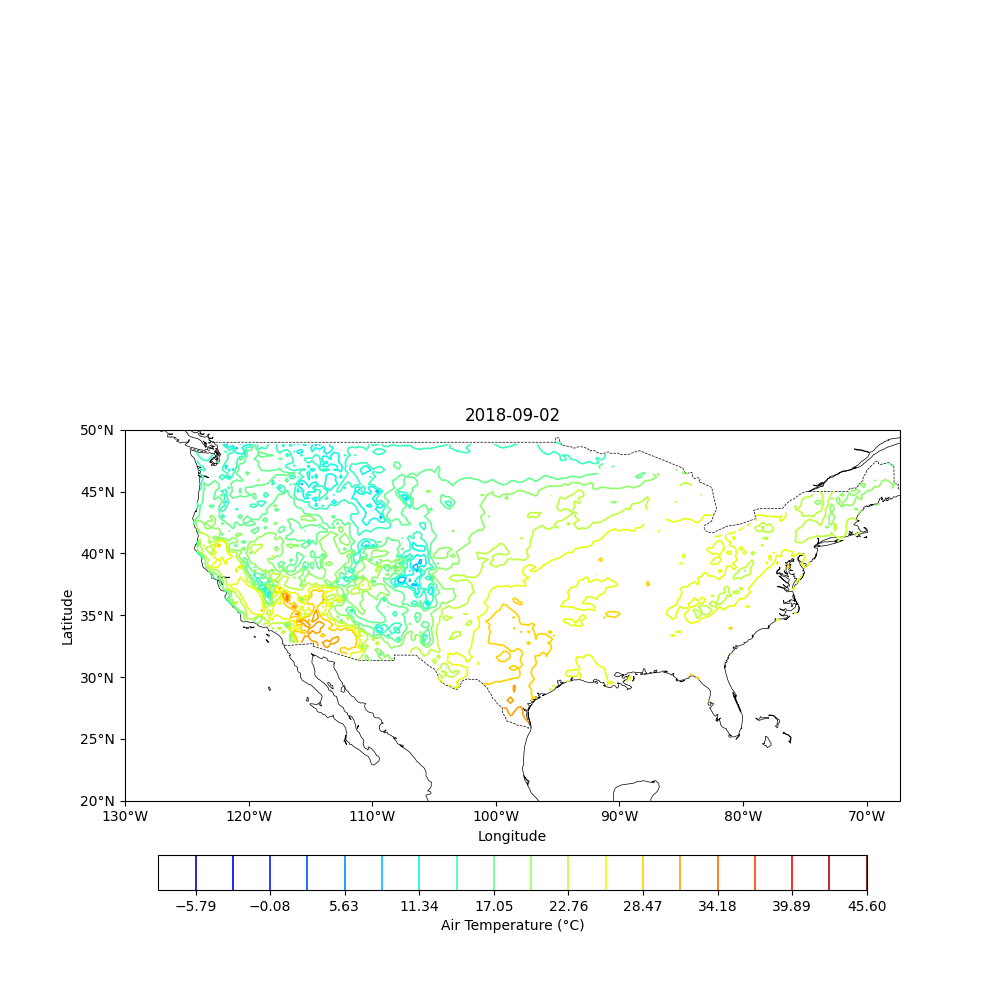 2018-09-02
50°N
45°N
40°N
35°N
30°N
25°N
20°N
Latitude
130°W 120°W 110°W 100°W 90°W 80°W 70°W
Longitude
−5.79 −0.08 5.63 11.34 17.05 22.76 28.47 34.18 39.89 45.60
Air Temperature (°C)